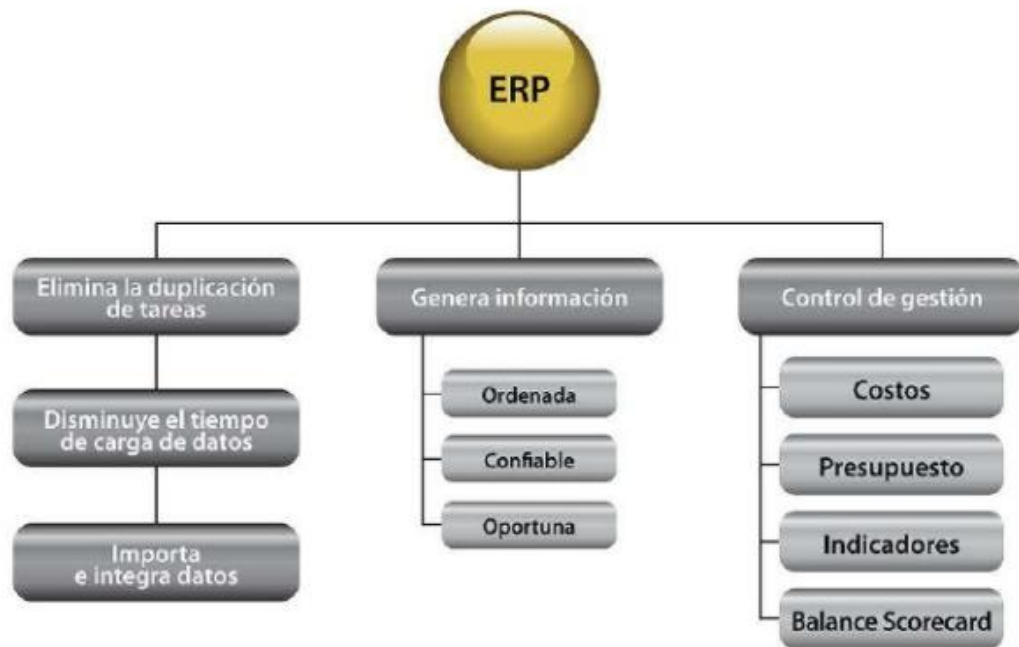 ERP
Elimina la duplicación
de tareas
Disminuye el tiempo
de carga de datos
Importa
e integra datos
Genera información
Ordenada
Confiable
Oportuna
Control de gestión
Costos
Presupuesto
Indicadores
Balance Scorecard